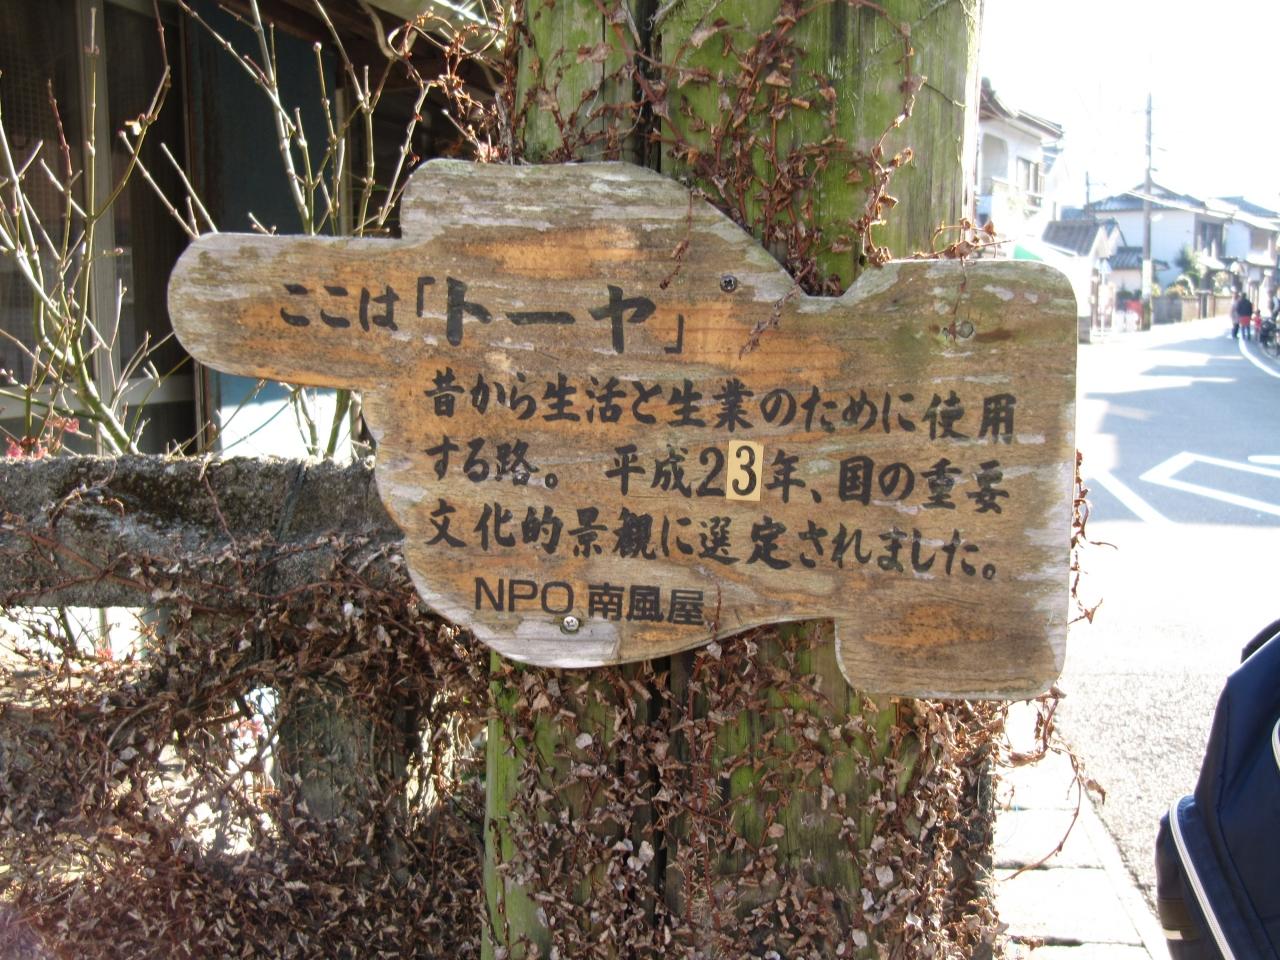 ここは「トーヤ」
昔から生活と生業のために使用
する路。 平成23年、国の重要
文化的景観に選定されました。
NPO 南風屋